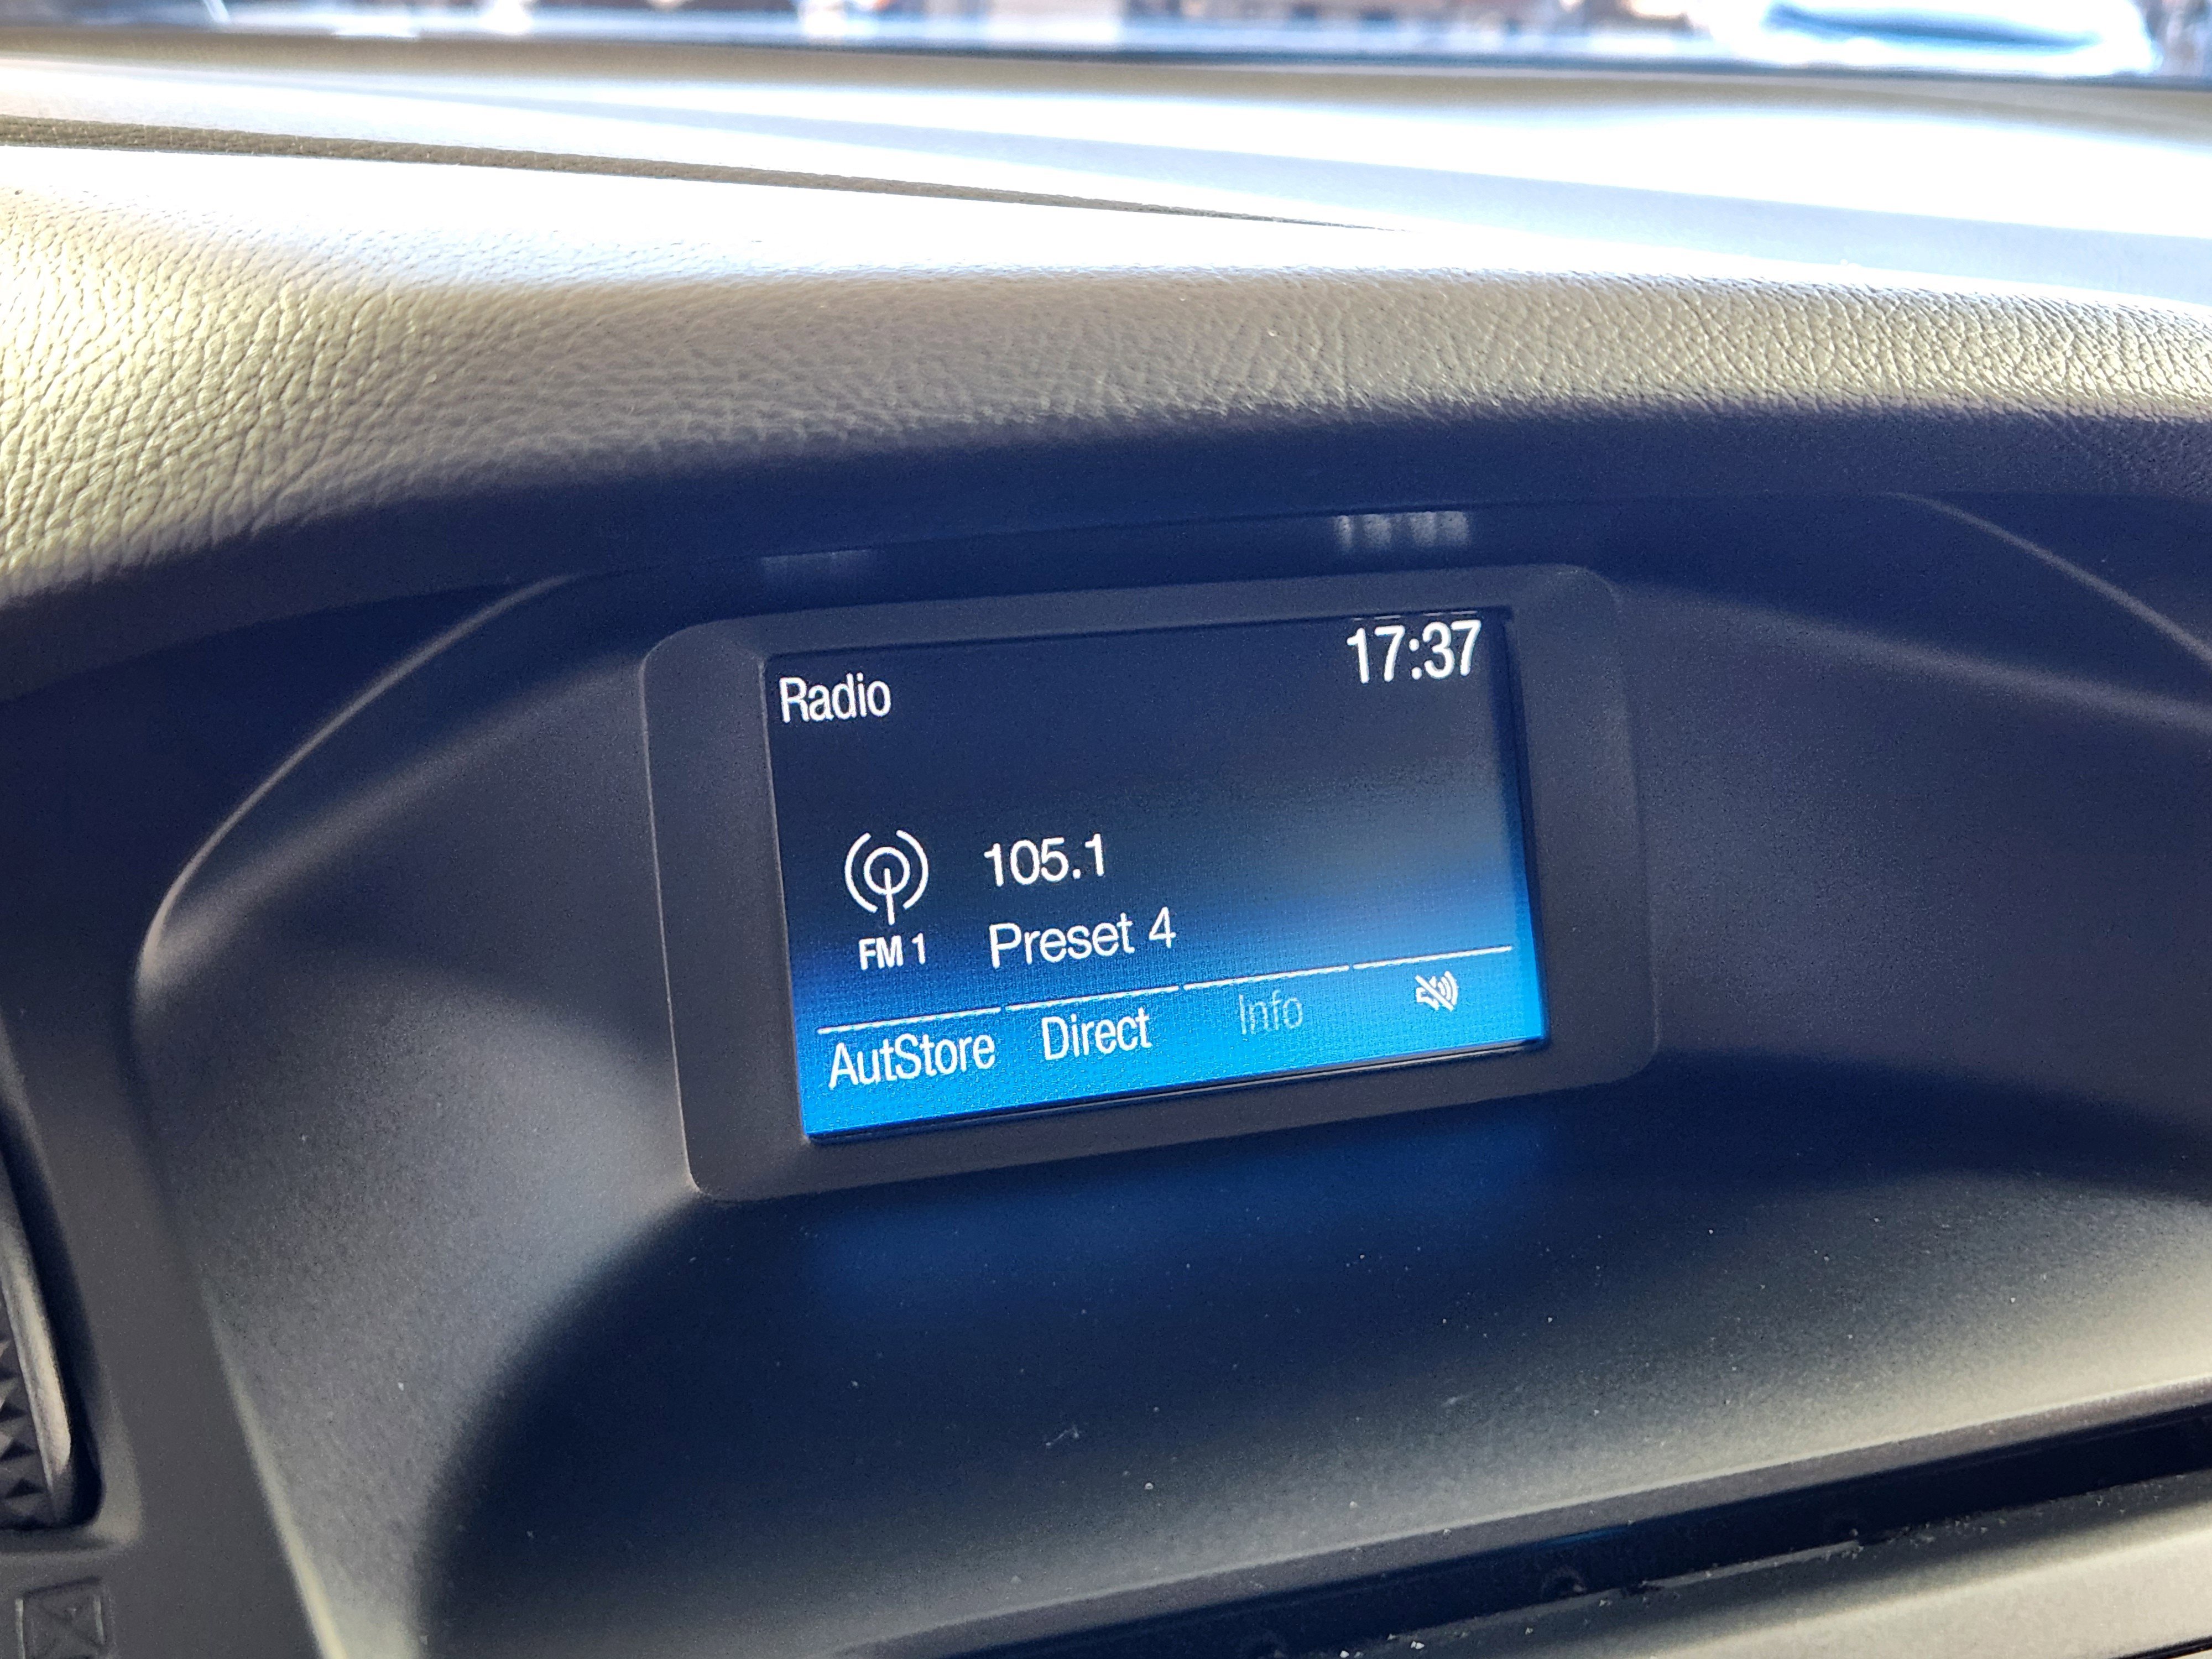 Radio
17:37
105.1
FM 1
Preset 4
AutStore
Direct
Info